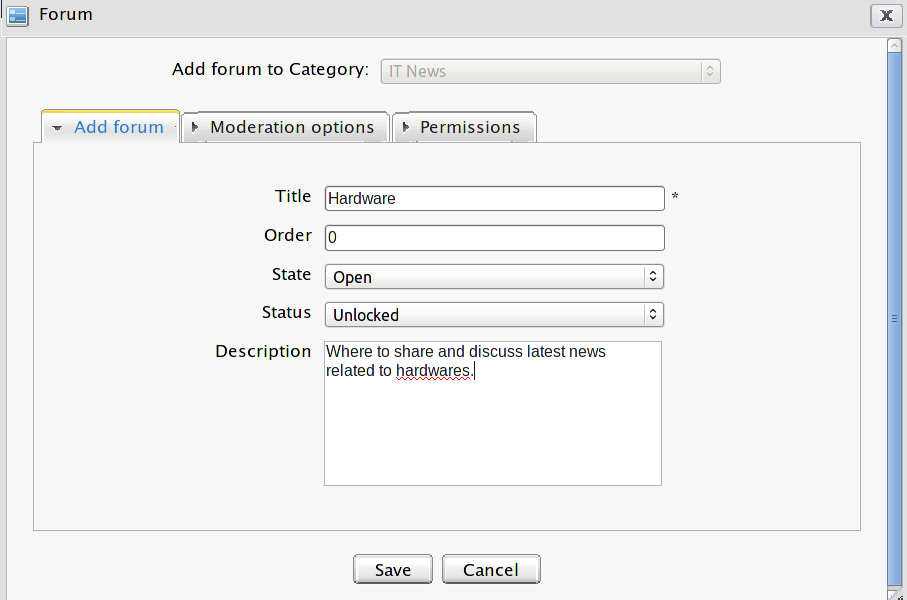 Forum
Add forum to Category: IT News
Add forum Moderation options Permissions
Title Hardware *
Order 0
State Open
Status Unlocked
Description Where to share and discuss latest news
related to hardwares.
Save Cancel